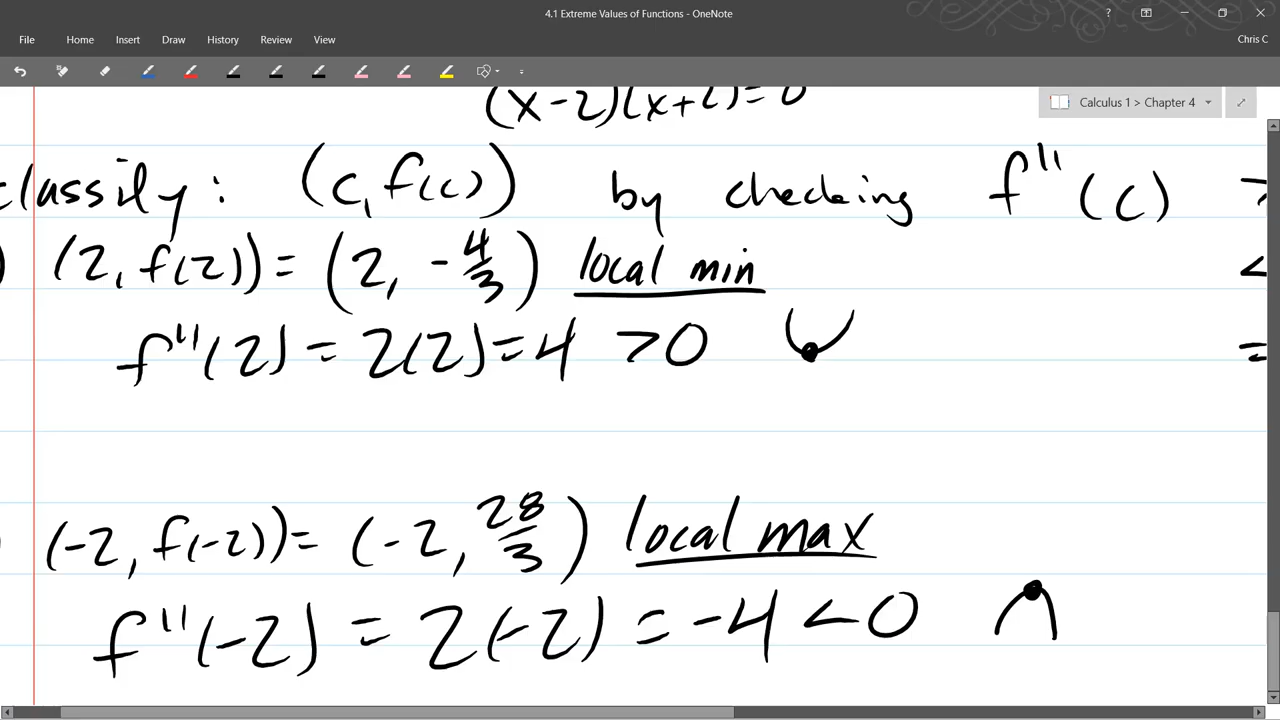 4.1 Extreme Values of Functions - OneNote
File Home Insert Draw History Review View Chris C
Calculus 1 > Chapter 4
(x-2)(x+2)=0
classify: (c, f(c)) by checking f''(c) >
(2, f(2)) = (2, -4/3) local min <
f''(2) = 2(2) = 4 > 0 =
(-2, f(-2)) = (-2, 28/3) local max
f''(-2) = 2(-2) = -4 < 0